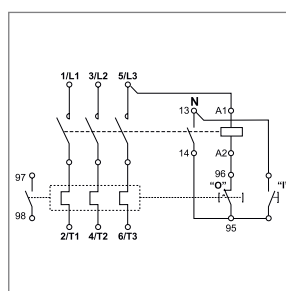 1/L1 3/L2 5/L3
N
13 A1
14 A2
97 96
"O" "I"
98 95
2/T1 4/T2 6/T3